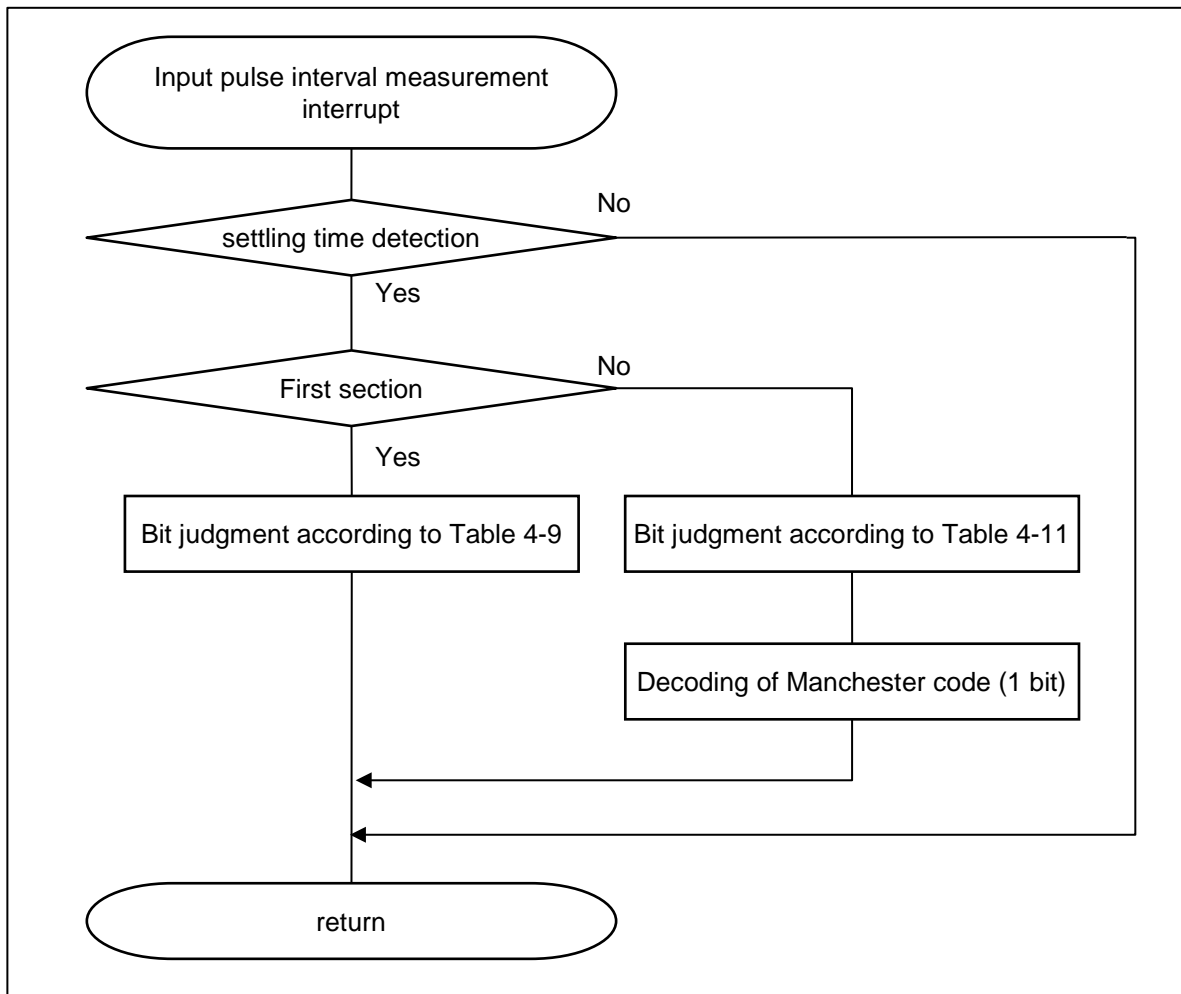 Input pulse interval measurement
interrupt
No
settling time detection
Yes
No
First section
Yes
Bit judgment according to Table 4-9
Bit judgment according to Table 4-11
Decoding of Manchester code (1 bit)
return